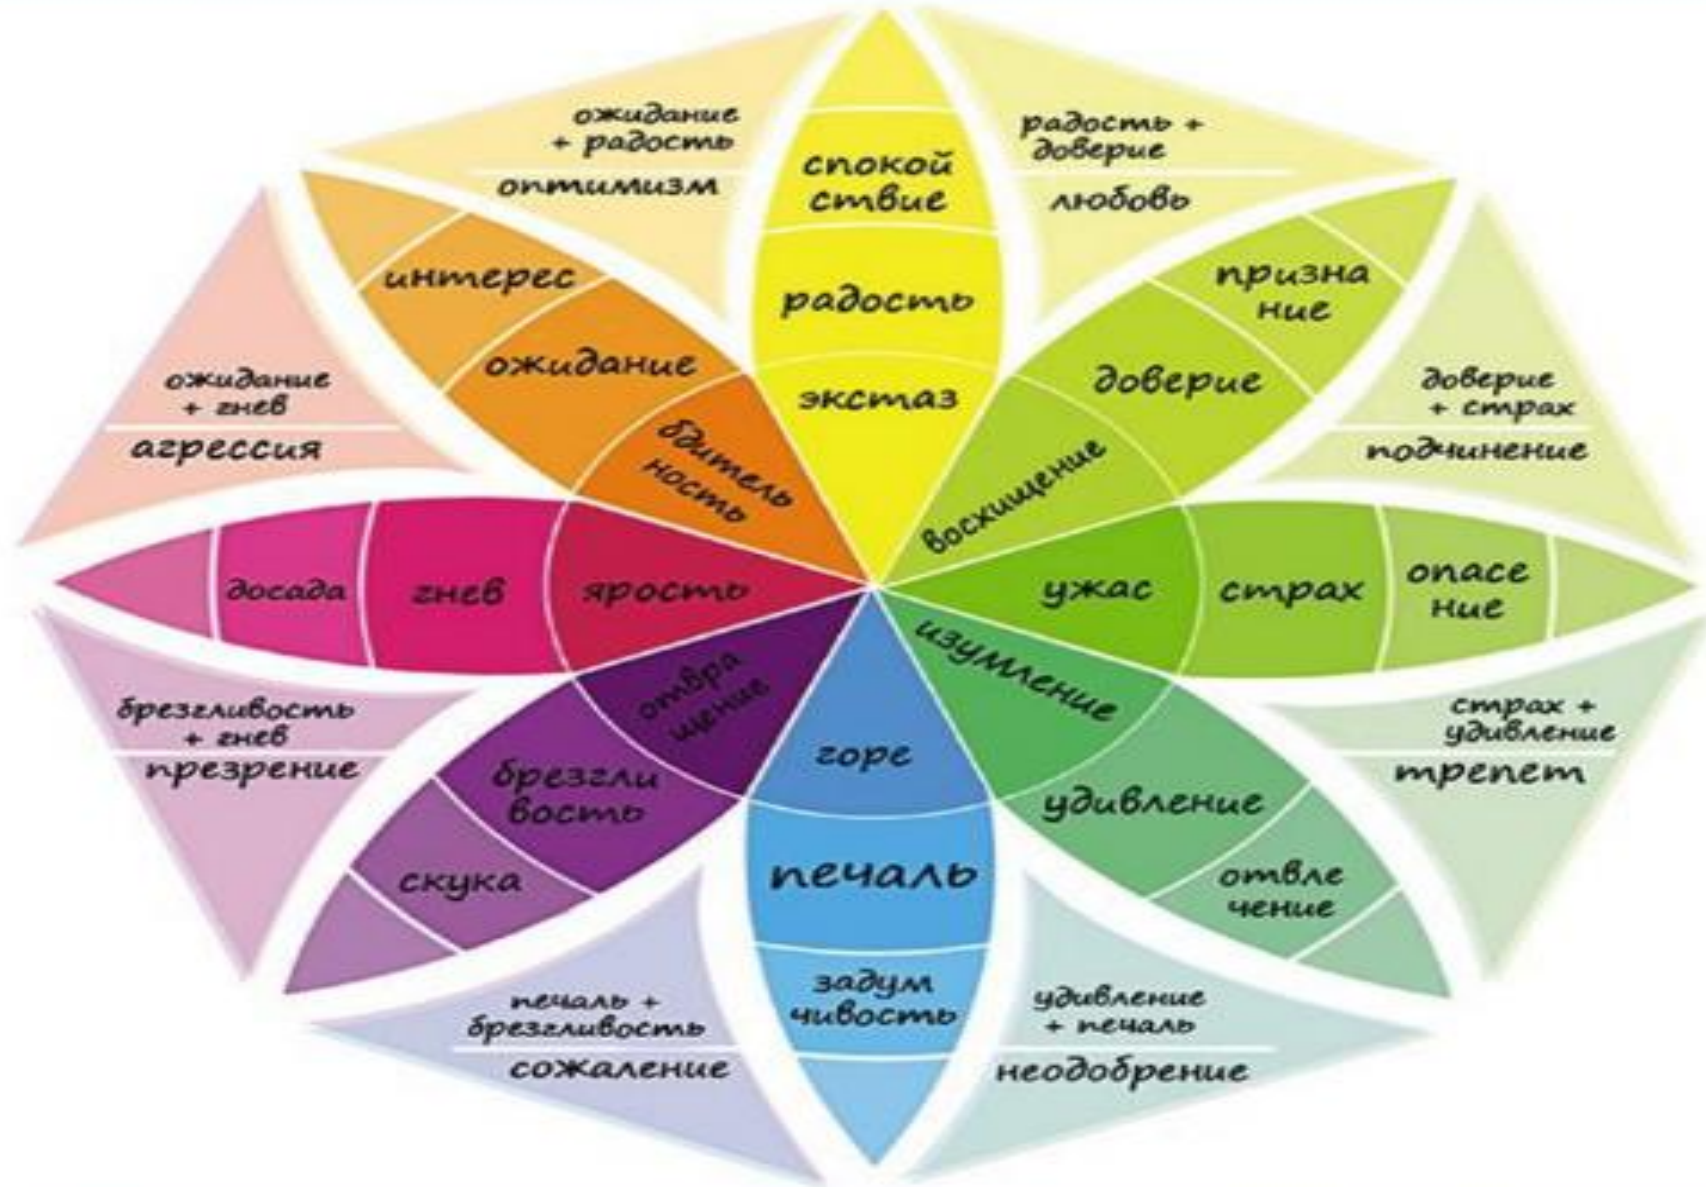 ожидание
+ радость
оптимизм
радость +
доверие
любовь
спокой
ствие
радость
экстаз
интерес
ожидание
бдитель
ность
призна
ние
доверие
восхищение
ожидание
+ гнев
агрессия
доверие
+ страх
подчинение
досада
гнев
ярость
ужас
страх
опасе
ние
брезгливость
+ гнев
презрение
отвра
щение
брезгли
вость
скука
горе
печаль
задум
чивость
изумление
удивление
отвле
чение
страх +
удивление
трепет
печаль +
брезгливость
сожаление
удивление
+ печаль
неодобрение